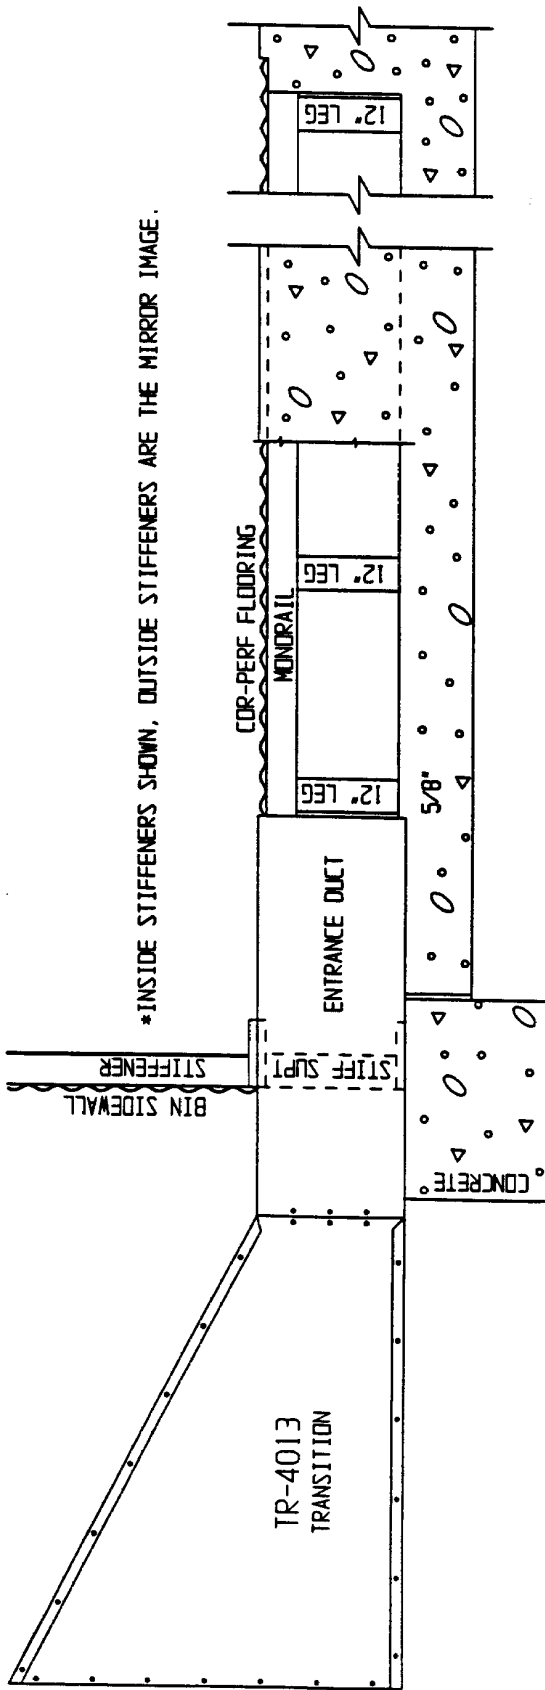 *INSIDE STIFFENERS SHOWN, OUTSIDE STIFFENERS ARE THE MIRROR IMAGE.
BIN SIDEWALL
STIFFENER
COR-PERF FLOORING
MONORAIL
12" LEG
12" LEG
12" LEG
TR-4013
TRANSITION
STIFF SUPT
ENTRANCE DUCT
5/8"
CONCRETE